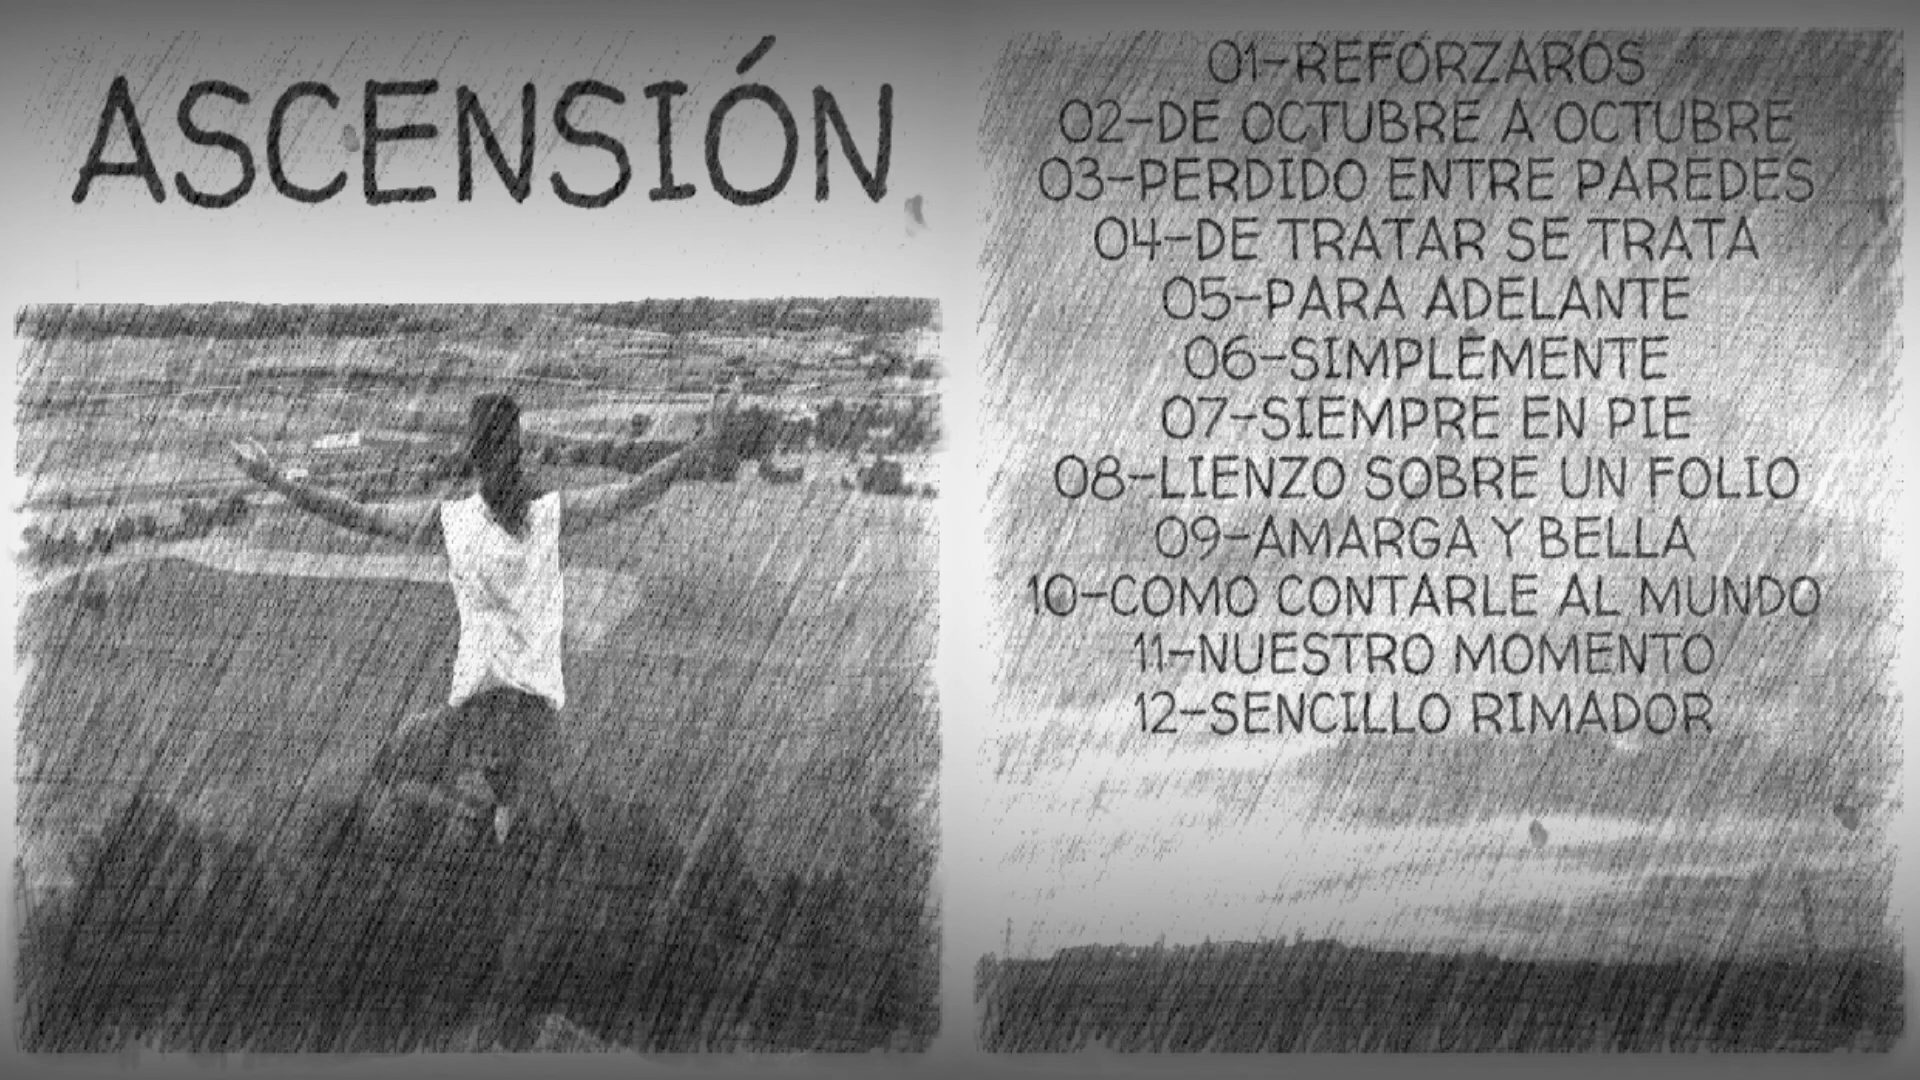 ASCENSIÓN
01-REFORZAROS
02-DE OCTUBRE A OCTUBRE
03-PERDIDO ENTRE PAREDES
04-DE TRATAR SE TRATA
05-PARA ADELANTE
06-SIMPLEMENTE
07-SIEMPRE EN PIE
08-LIENZO SOBRE UN FOLIO
09-AMARGA Y BELLA
10-COMO CONTARLE AL MUNDO
11-NUESTRO MOMENTO
12-SENCILLO RIMADOR